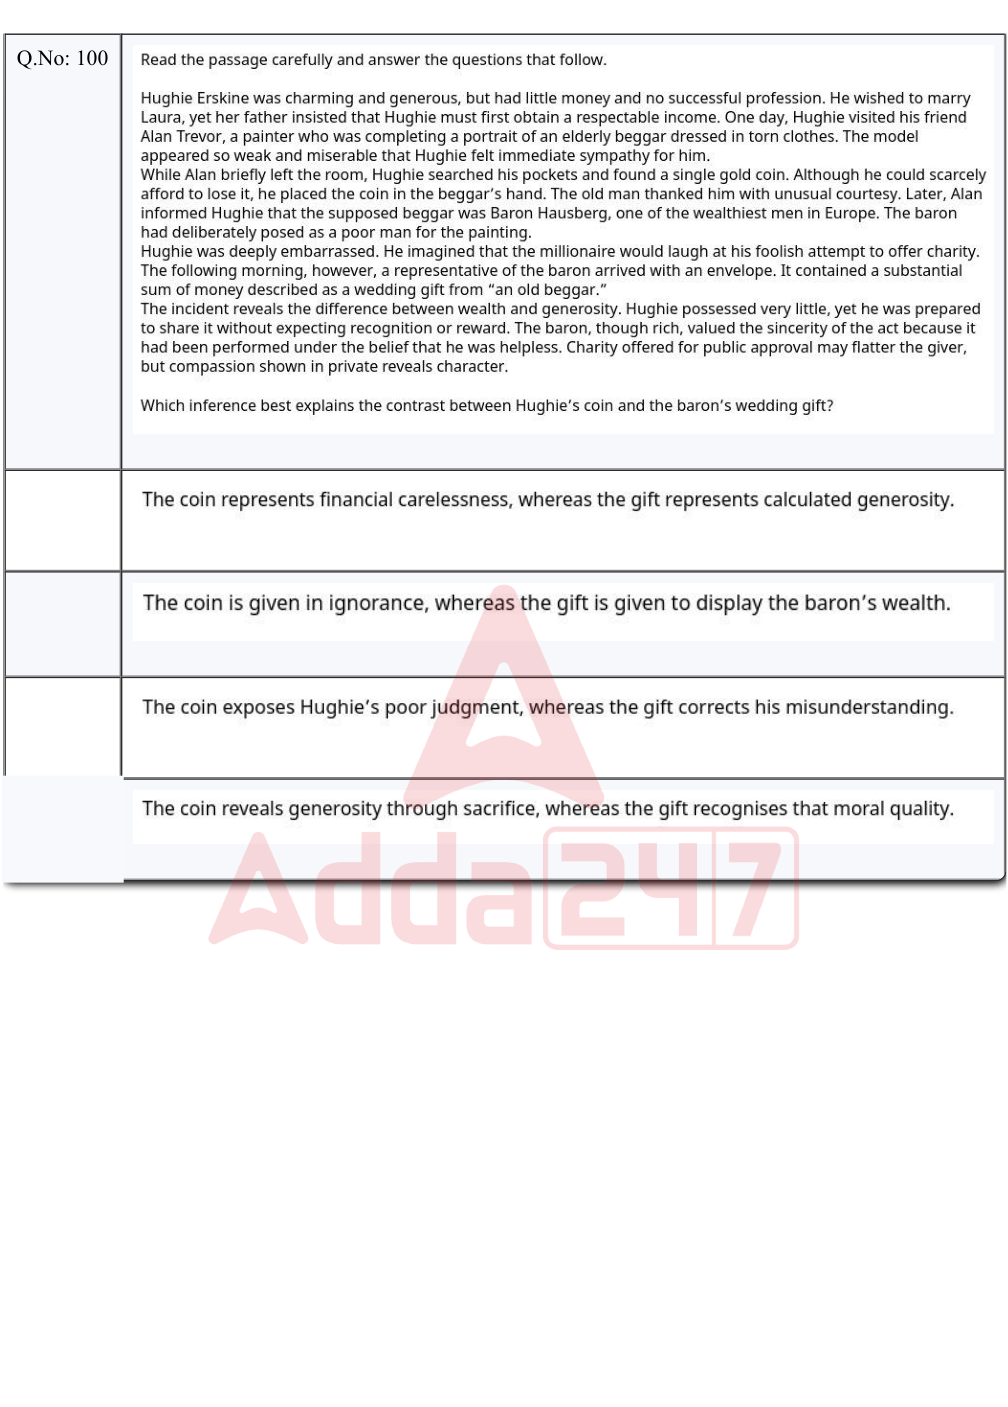 Q.No: 100
Read the passage carefully and answer the questions that follow.
Hughie Erskine was charming and generous, but had little money and no successful profession. He wished to marry
Laura, yet her father insisted that Hughie must first obtain a respectable income. One day, Hughie visited his friend
Alan Trevor, a painter who was completing a portrait of an elderly beggar dressed in torn clothes. The model
appeared so weak and miserable that Hughie felt immediate sympathy for him.
While Alan briefly left the room, Hughie searched his pockets and found a single gold coin. Although he could scarcely
afford to lose it, he placed the coin in the beggar’s hand. The old man thanked him with unusual courtesy. Later, Alan
informed Hughie that the supposed beggar was Baron Hausberg, one of the wealthiest men in Europe. The baron
had deliberately posed as a poor man for the painting.
Hughie was deeply embarrassed. He imagined that the millionaire would laugh at his foolish attempt to offer charity.
The following morning, however, a representative of the baron arrived with an envelope. It contained a substantial
sum of money described as a wedding gift from “an old beggar.”
The incident reveals the difference between wealth and generosity. Hughie possessed very little, yet he was prepared
to share it without expecting recognition or reward. The baron, though rich, valued the sincerity of the act because it
had been performed under the belief that he was helpless. Charity offered for public approval may flatter the giver,
but compassion shown in private reveals character.
Which inference best explains the contrast between Hughie’s coin and the baron’s wedding gift?
The coin represents financial carelessness, whereas the gift represents calculated generosity.
The coin is given in ignorance, whereas the gift is given to display the baron’s wealth.
The coin exposes Hughie’s poor judgment, whereas the gift corrects his misunderstanding.
The coin reveals generosity through sacrifice, whereas the gift recognises that moral quality.
Adda247